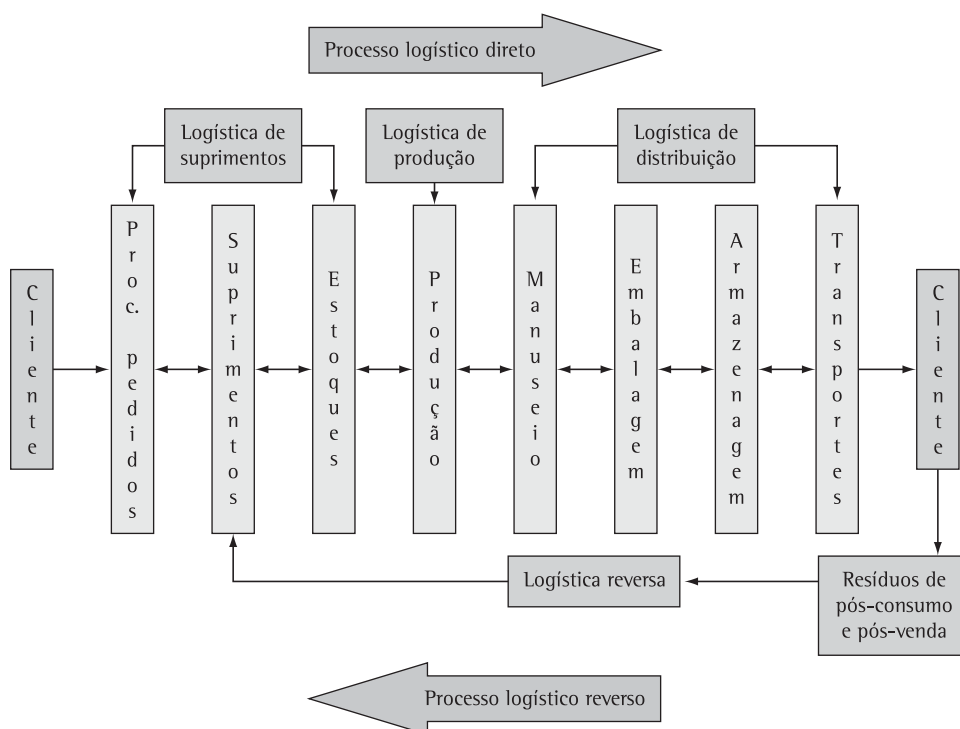 Processo logístico direto
Logística de
suprimentos
Logística de
produção
Logística de
distribuição
Cliente
Proc. pedidos
Suprimentos
Estoques
Produção
Manuseio
Embalagem
Armazenagem
Transportes
Cliente
Logística reversa
Resíduos de
pós-consumo
e pós-venda
Processo logístico reverso